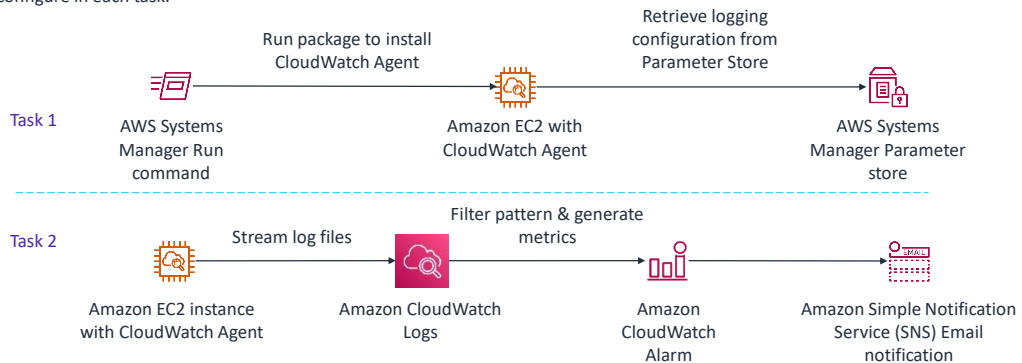 configure in each task.
Run package to install
CloudWatch Agent
Retrieve logging
configuration from
Parameter Store
Task 1
AWS Systems
Manager Run
command
Amazon EC2 with
CloudWatch Agent
AWS Systems
Manager Parameter
store
Task 2
Stream log files
Filter pattern & generate
metrics
EMAIL
Amazon EC2 instance
with CloudWatch Agent
Amazon CloudWatch
Logs
Amazon
CloudWatch
Alarm
Amazon Simple Notification
Service (SNS) Email
notification